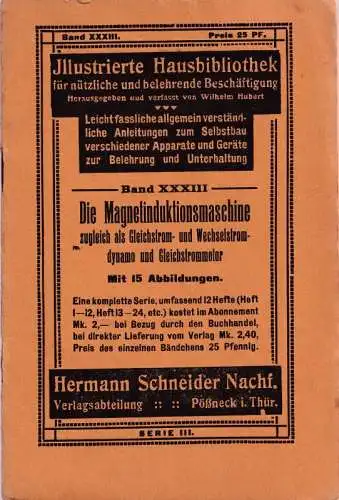 Band XXXIII. Preis 25 PF.
Jllustrierte Hausbibliothek
für nützliche und belehrende Beschäftigung
Herausgegeben und verfasst von Wilhelm Hubert
Leicht fassliche allgemein verständ-
liche Anleitungen zum Selbstbau
verschiedener Apparate und Geräte
zur Belehrung und Unterhaltung
Band XXXIII
Die Magnetinduktionsmaschine
zugleich als Gleichstrom- und Wechselstrom-
dynamo und Gleichstrommotor
Mit 15 Abbildungen.
Eine komplette Serie, umfassend 12 Hefte (Heft
1—12, Heft 13—24, etc.) kostet im Abonnement
Mk. 2,— bei Bezug durch den Buchhandel,
bei direkter Lieferung vom Verlag Mk. 2,40,
Preis des einzelnen Bändchens 25 Pfennig.
Hermann Schneider Nachf.
Verlagsabteilung :: :: Pößneck i. Thür.
SERIE III.